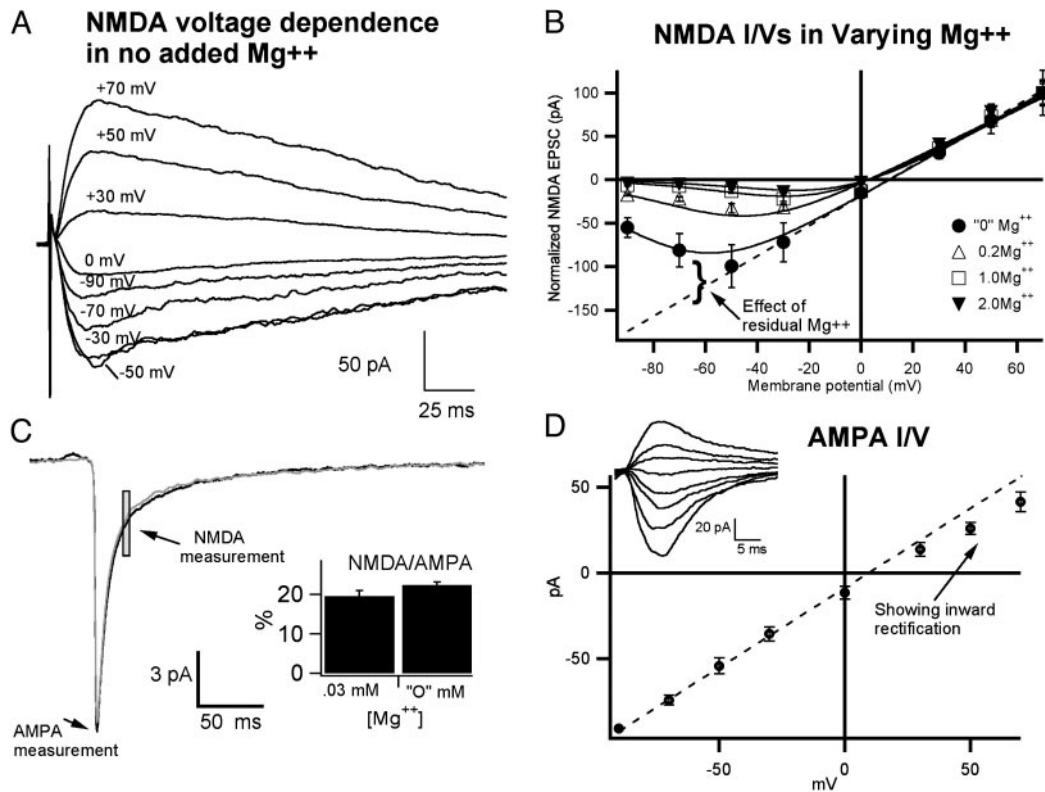 A
NMDA voltage dependence
in no added Mg++
+70 mV
+50 mV
+30 mV
0 mV
-90 mV
-70 mV
-30 mV
-50 mV
50 pA
25 ms
B
NMDA I/Vs in Varying Mg++
Normalized NMDA EPSC (pA)
100
50
0
-50
-100
-150
-80
-60
-40
-20
0
20
40
60
Membrane potential (mV)
"0" Mg++
0.2Mg++
1.0Mg++
2.0Mg++
Effect of
residual Mg++
C
NMDA
measurement
AMPA
measurement
3 pA
50 ms
NMDA/AMPA
%
20
10
0
.03 mM
"O" mM
[Mg++]
D
AMPA I/V
20 pA
5 ms
pA
50
0
-50
Showing inward
rectification
-50
0
50
mV